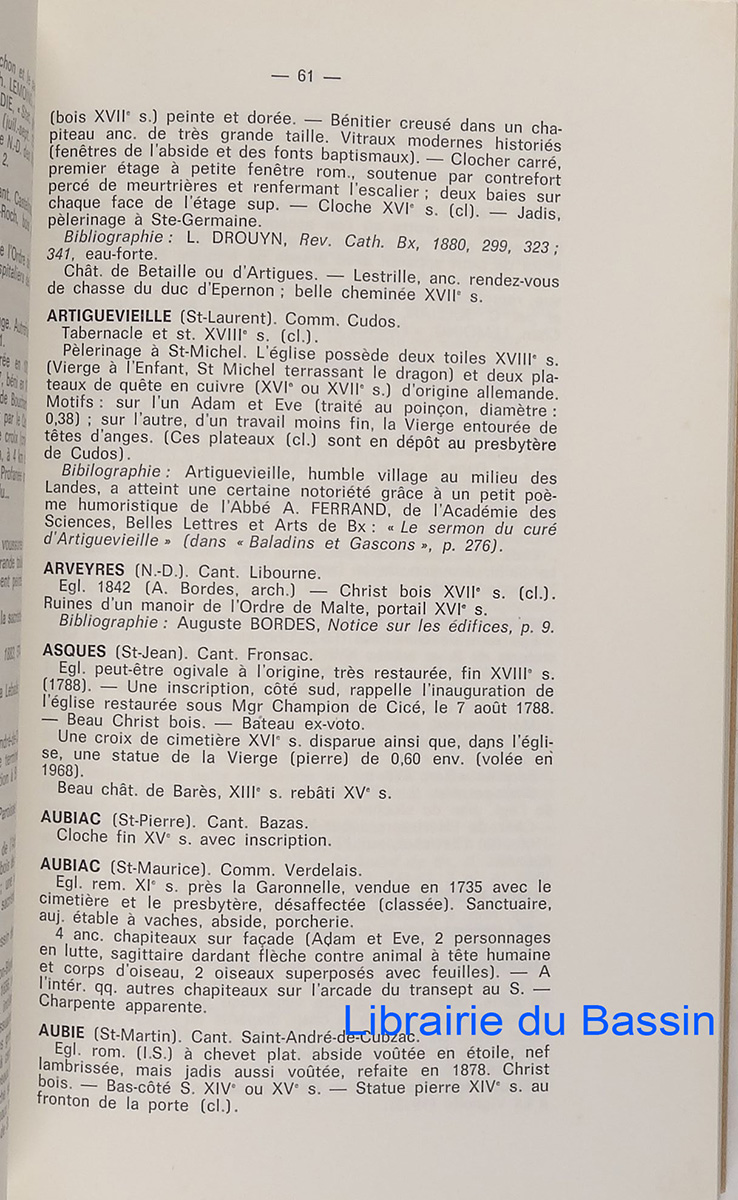 — 61 —
(bois XVIIe s.) peinte et dorée. — Bénitier creusé dans un cha-
piteau anc. de très grande taille. Vitraux modernes historiés
(fenêtres de l'abside et des fonts baptismaux). — Clocher carré,
premier étage à petite fenêtre rom., soutenue par contrefort
percé de meurtrières et renfermant l'escalier ; deux baies sur
chaque face de l'étage sup. — Cloche XVIe s. (cl). — Jadis,
pèlerinage à Ste-Germaine.
Bibliographie : L. DROUYN, Rev. Cath. Bx, 1880, 299, 323 ;
341, eau-forte.
Chât. de Betaille ou d'Artigues. — Lestrille, anc. rendez-vous
de chasse du duc d'Epernon ; belle cheminée XVIIe s.
ARTIGUEVIEILLE (St-Laurent). Comm. Cudos.
Tabernacle et st. XVIIIe s. (cl.).
Pèlerinage à St-Michel. L'église possède deux toiles XVIIIe s.
(Vierge à l'Enfant, St Michel terrassant le dragon) et deux pla-
teaux de quête en cuivre (XVIe ou XVIIe s.) d'origine allemande.
Motifs : sur l'un Adam et Eve (traité au poinçon, diamètre :
0,38) ; sur l'autre, d'un travail moins fin, la Vierge entourée de
têtes d'anges. (Ces plateaux (cl.) sont en dépôt au presbytère
de Cudos).
Bibilographie : Artiguevieille, humble village au milieu des
Landes, a atteint une certaine notoriété grâce à un petit poè-
me humoristique de l'Abbé A. FERRAND, de l'Académie des
Sciences, Belles Lettres et Arts de Bx : « Le sermon du curé
d'Artiguevieille » (dans « Baladins et Gascons », p. 276).
ARVEYRES (N.-D.). Cant. Libourne.
Egl. 1842 (A. Bordes, arch.) — Christ bois XVIIe s. (cl.).
Ruines d'un manoir de l'Ordre de Malte, portail XVIe s.
Bibliographie : Auguste BORDES, Notice sur les édifices, p. 9.
ASQUES (St-Jean). Cant. Fronsac.
Egl. peut-être ogivale à l'origine, très restaurée, fin XVIIIe s.
(1788). — Une inscription, côté sud, rappelle l'inauguration de
l'église restaurée sous Mgr Champion de Cicé, le 7 août 1788.
— Beau Christ bois. — Bateau ex-voto.
Une croix de cimetière XVIe s. disparue ainsi que, dans l'égli-
se, une statue de la Vierge (pierre) de 0,60 env. (volée en
1968).
Beau chât. de Barès, XIIIe s. rebâti XVe s.
AUBIAC (St-Pierre). Cant. Bazas.
Cloche fin XVe s. avec inscription.
AUBIAC (St-Maurice). Comm. Verdelais.
Egl. rem. XIe s. près la Garonnelle, vendue en 1735 avec le
cimetière et le presbytère, désaffectée (classée). Sanctuaire,
auj. étable à vaches, abside, porcherie.
4 anc. chapiteaux sur façade (Adam et Eve, 2 personnages
en lutte, sagittaire dardant flèche contre animal à tête humaine
et corps d'oiseau, 2 oiseaux superposés avec feuilles). — A
l'intér. qq. autres chapiteaux sur l'arcade du transept au S. —
Charpente apparente.
Librairie du Bassin
AUBIE (St-Martin). Cant. Saint-André-de-Cubzac.
Egl. rom. (I.S.) à chevet plat. abside voûtée en étoile, nef
lambrissée, mais jadis aussi voûtée, refaite en 1878. Christ
bois. — Bas-côté S. XIVe ou XVe s. — Statue pierre XIVe s. au
fronton de la porte (cl.).